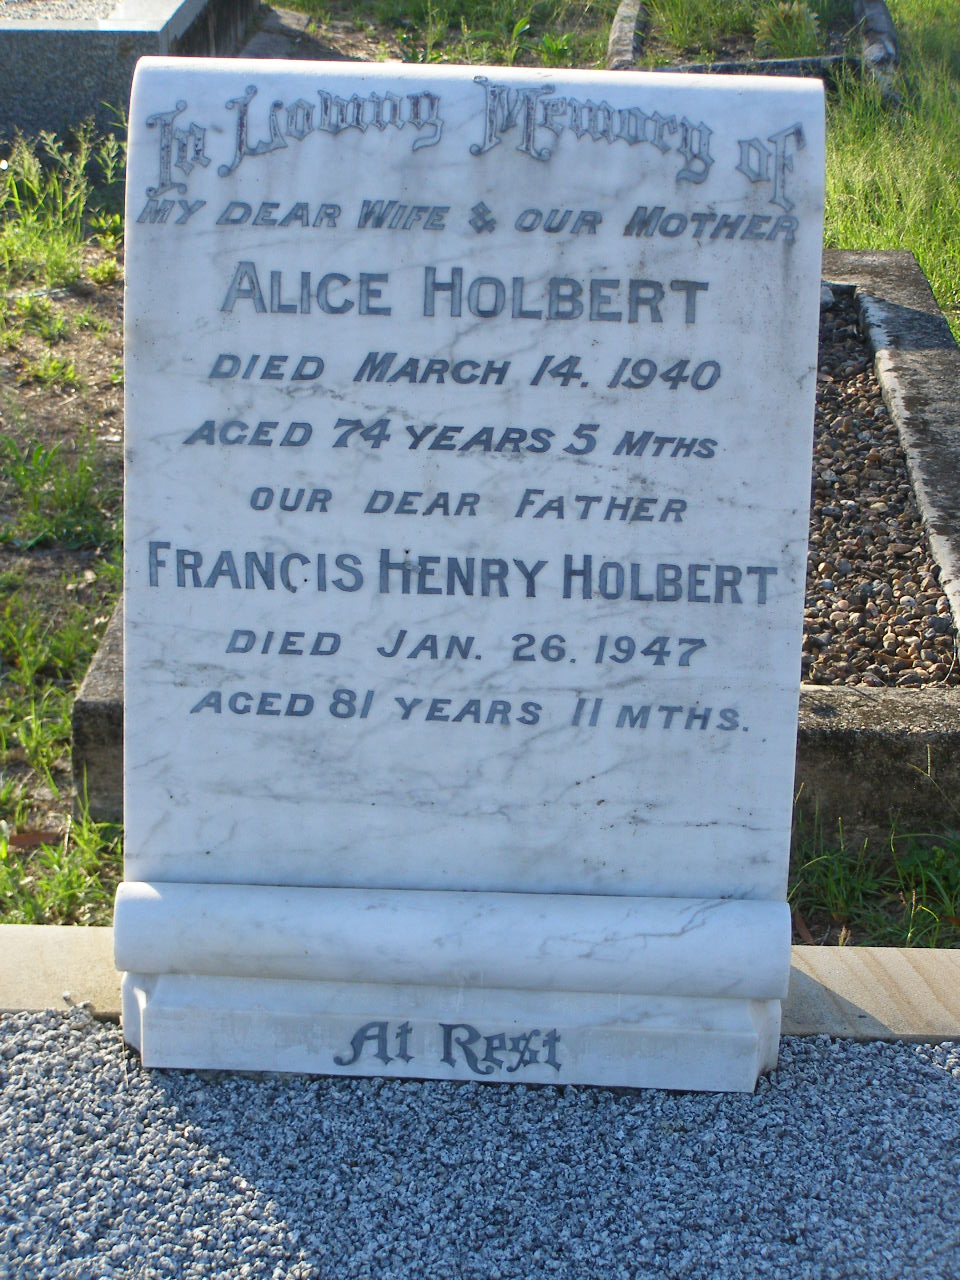 In Loving Memory of
MY DEAR WIFE & OUR MOTHER
ALICE HOLBERT
DIED MARCH 14. 1940
AGED 74 YEARS 5 MTHS
OUR DEAR FATHER
FRANCIS HENRY HOLBERT
DIED JAN. 26. 1947
AGED 81 YEARS 11 MTHS.
At Rest